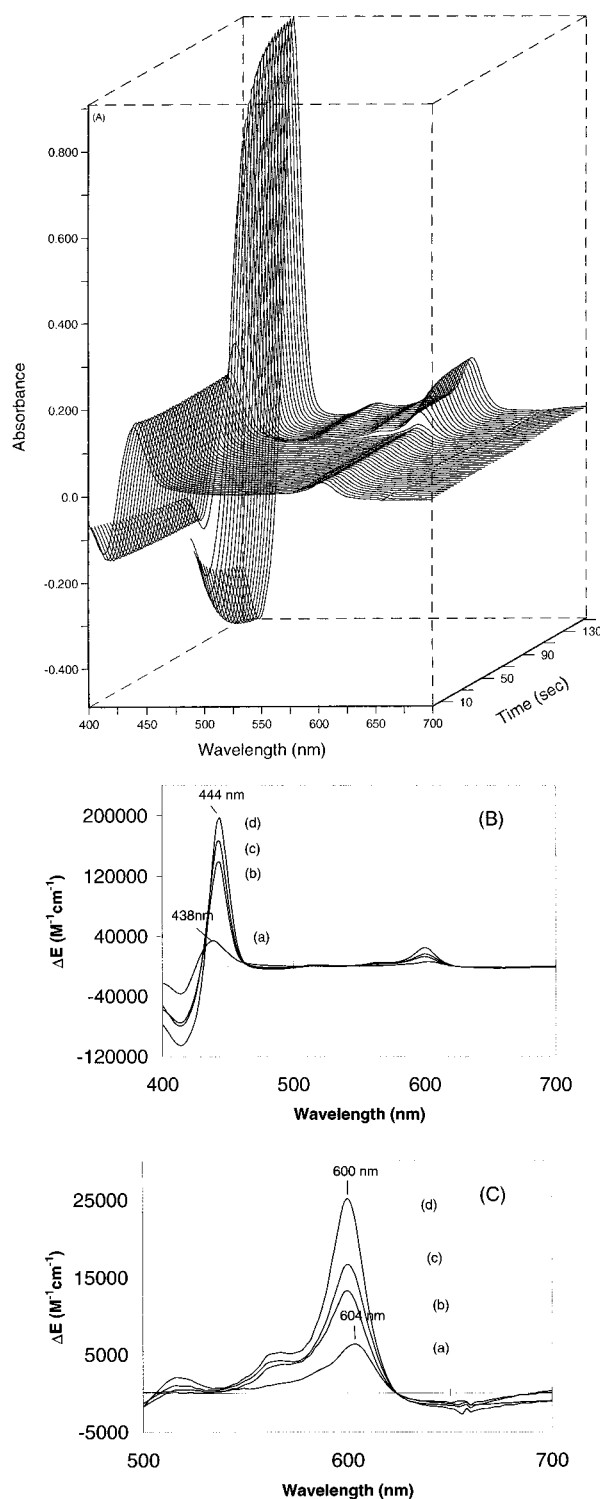 (A)
0.800
0.600
0.400
0.200
0.0
-0.200
-0.400
Absorbance
400 450 500 550 600 650 700
Wavelength (nm)
10 50 90 130
Time (sec)
444 nm
(B)
200000
(d)
(c)
(b)
120000
438nm
(a)
40000
-40000
-120000
ΔE (M⁻¹cm⁻¹)
400 500 600 700
Wavelength (nm)
600 nm
(C)
25000
(d)
(c)
15000
(b)
604 nm
5000
(a)
-5000
ΔE (M⁻¹cm⁻¹)
500 600 700
Wavelength (nm)